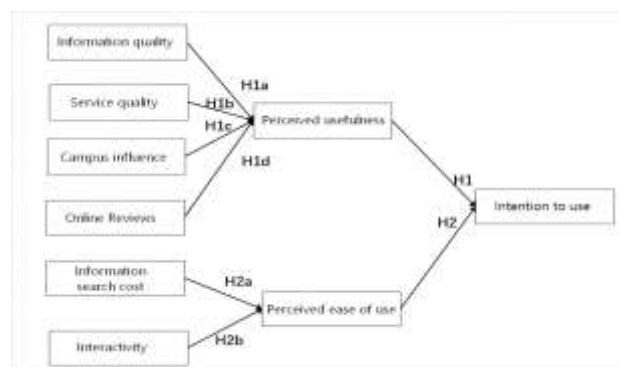 Information quality
H1a
Service quality
H1b
Perceived usefulness
H1c
Campus influence
H1d
H1
Online Reviews
Intention to use
H2
Information
search cost
H2a
Perceived ease of use
H2b
Interactivity